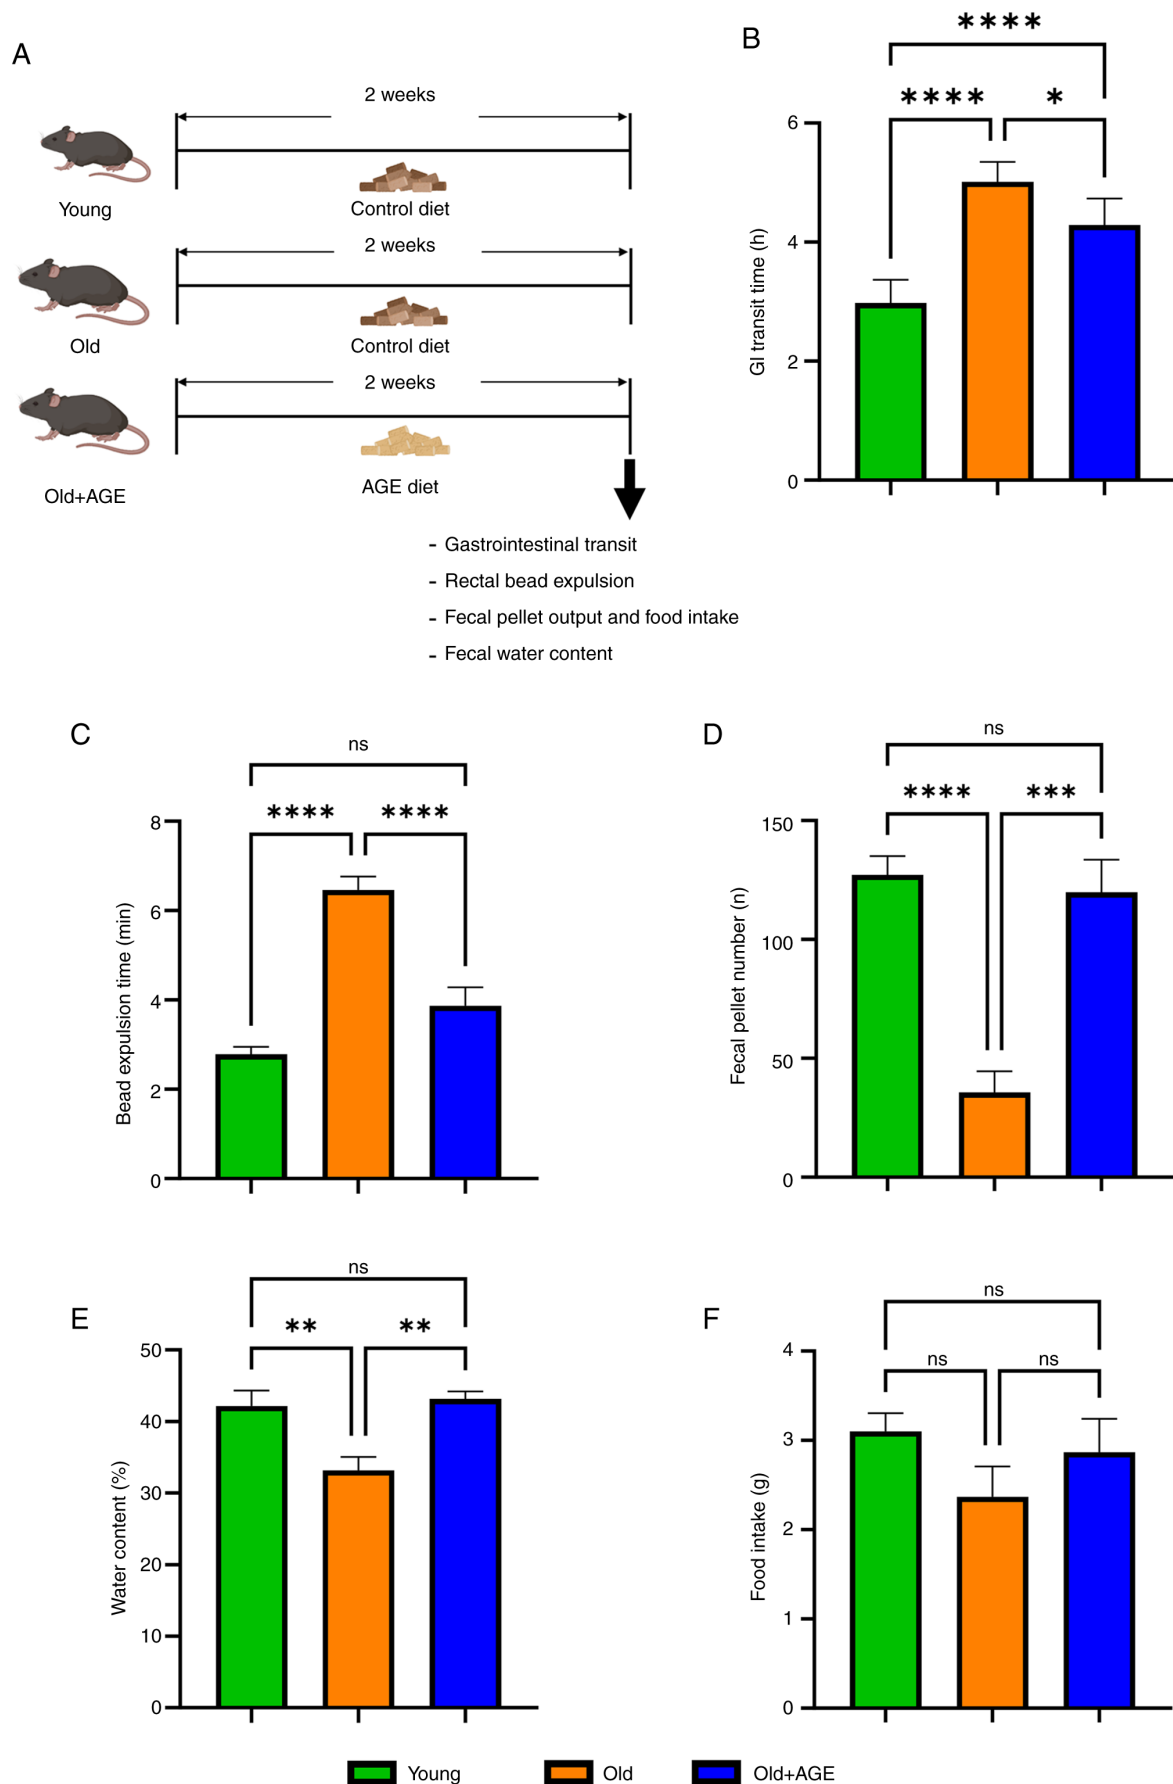 A
2 weeks
Young
Control diet
2 weeks
Old
Control diet
2 weeks
Old+AGE
AGE diet
- Gastrointestinal transit
- Rectal bead expulsion
- Fecal pellet output and food intake
- Fecal water content
B
****
**** *
GI transit time (h)
6
4
2
0
C
ns
**** ****
Bead expulsion time (min)
8
6
4
2
0
D
ns
**** ***
Fecal pellet number (n)
150
100
50
0
E
ns
** **
Water content (%)
50
40
30
20
10
0
F
ns
ns ns
Food intake (g)
4
3
2
1
0
Young Old Old+AGE